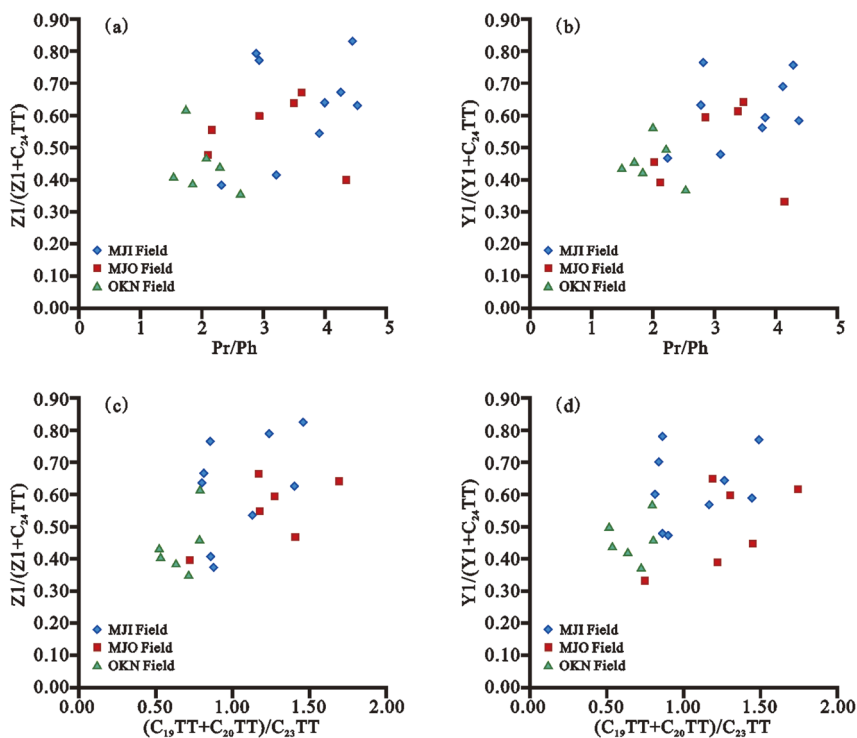 (a)
Z1/(Z1+C₂₄TT)
0.90
0.80
0.70
0.60
0.50
0.40
0.30
0.20
0.10
0.00
MJI Field
MJO Field
OKN Field
0 1 2 3 4 5
Pr/Ph
(b)
Y1/(Y1+C₂₄TT)
0.90
0.80
0.70
0.60
0.50
0.40
0.30
0.20
0.10
0.00
MJI Field
MJO Field
OKN Field
0 1 2 3 4 5
Pr/Ph
(c)
Z1/(Z1+C₂₄TT)
0.90
0.80
0.70
0.60
0.50
0.40
0.30
0.20
0.10
0.00
MJI Field
MJO Field
OKN Field
0.00 0.50 1.00 1.50 2.00
(C₁₉TT+C₂₀TT)/C₂₃TT
(d)
Y1/(Y1+C₂₄TT)
0.90
0.80
0.70
0.60
0.50
0.40
0.30
0.20
0.10
0.00
MJI Field
MJO Field
OKN Field
0.00 0.50 1.00 1.50 2.00
(C₁₉TT+C₂₀TT)/C₂₃TT